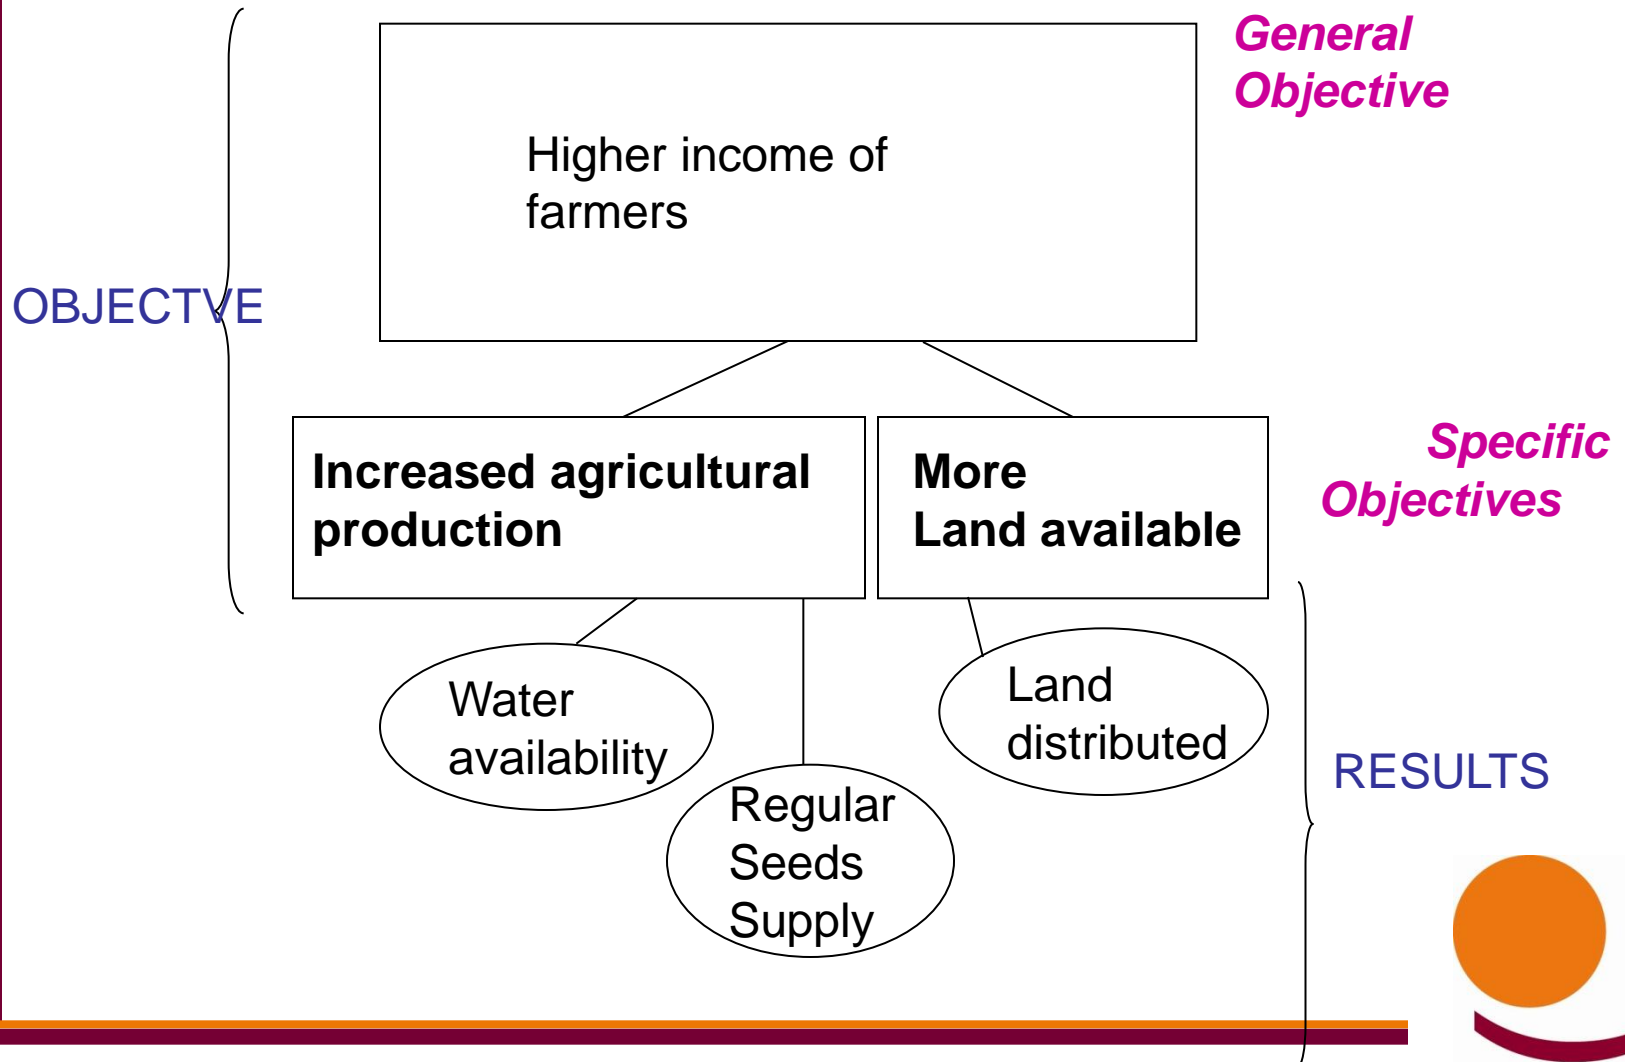 General
Objective
Higher income of
farmers
OBJECTVE
Increased agricultural
production
More
Land available
Specific
Objectives
Water
availability
Regular
Seeds
Supply
Land
distributed
RESULTS